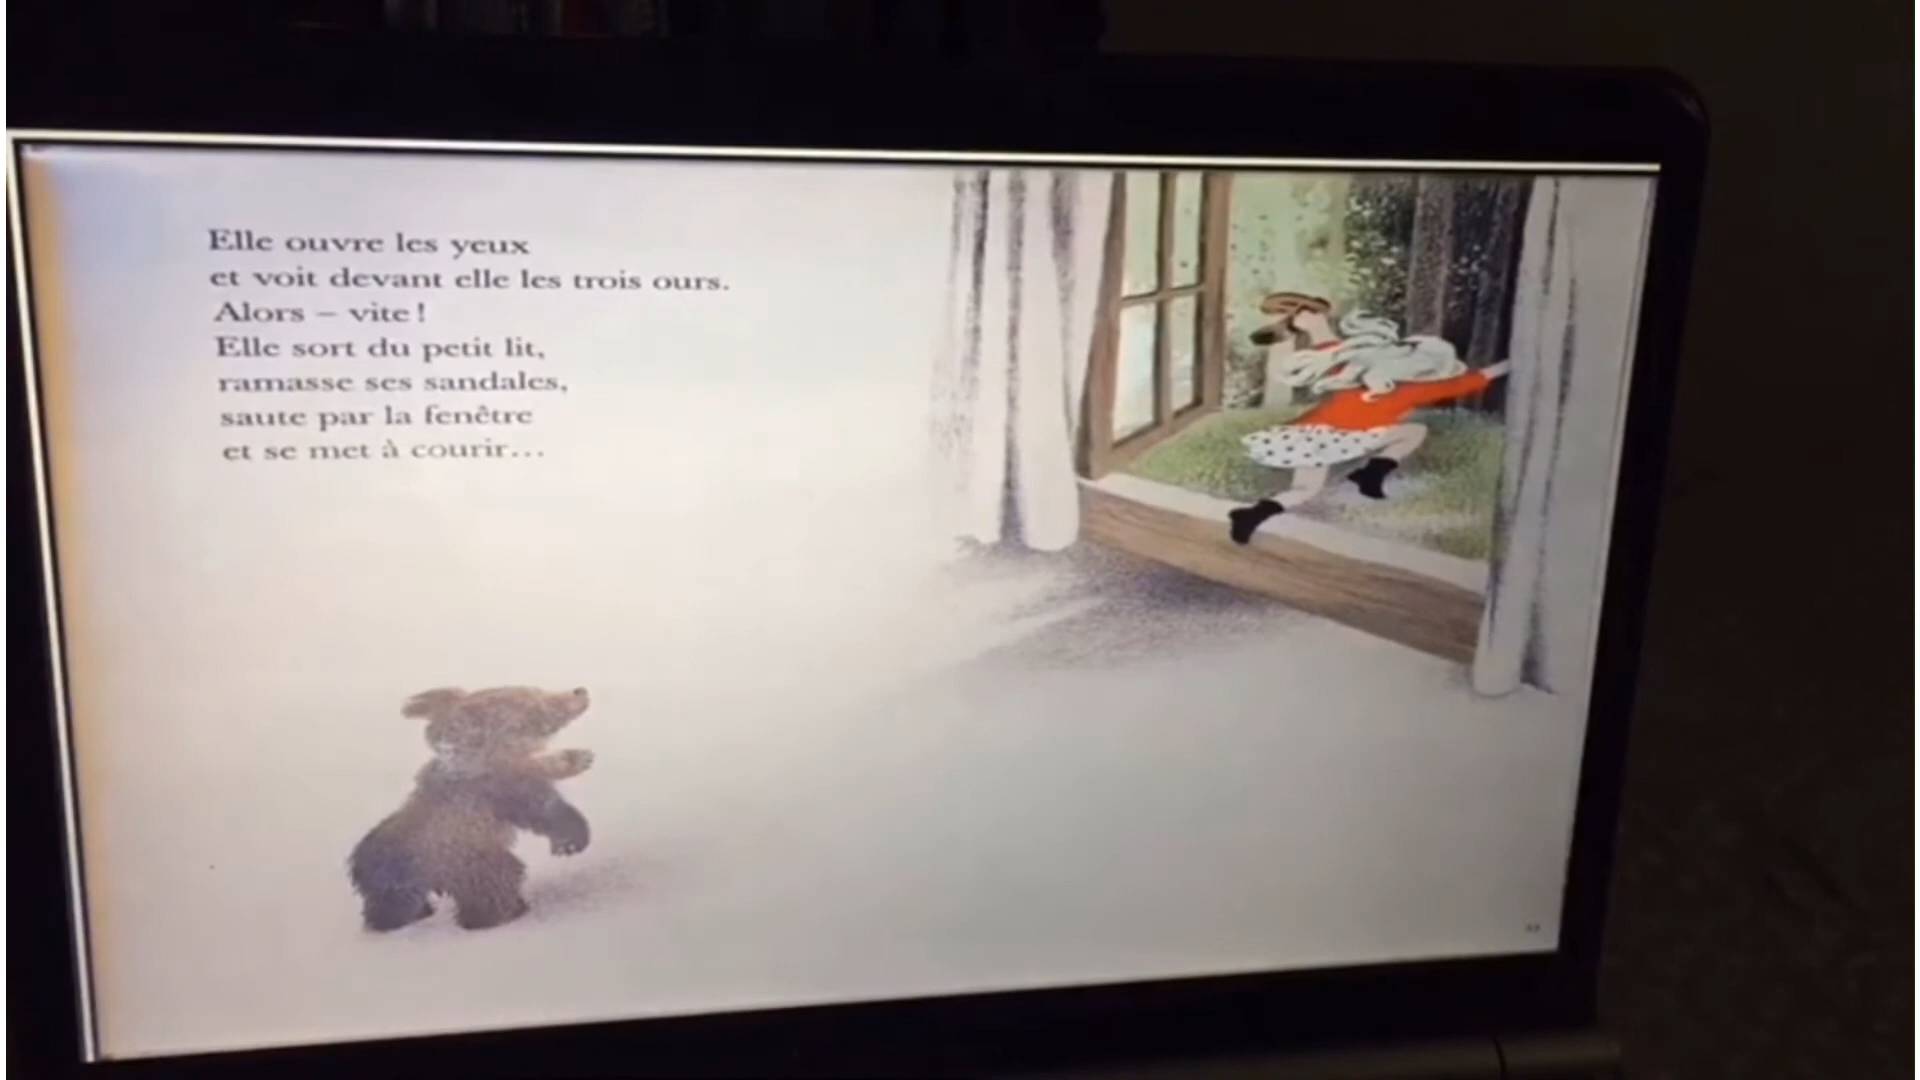 Elle ouvre les yeux
et voit devant elle les trois ours.
Alors – vite !
Elle sort du petit lit,
ramasse ses sandales,
saute par la fenêtre
et se met à courir...